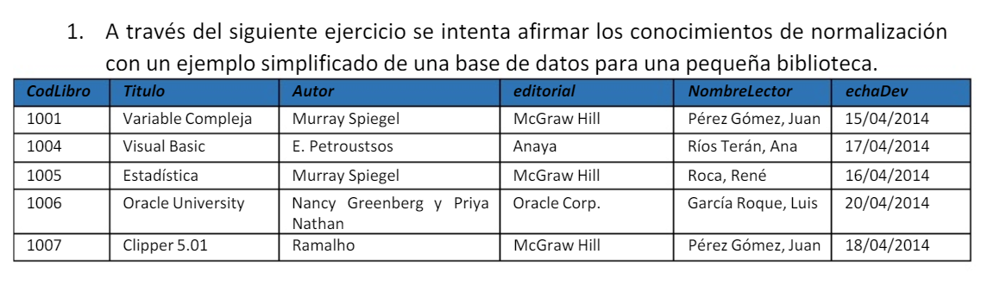 1. A través del siguiente ejercicio se intenta afirmar los conocimientos de normalización
con un ejemplo simplificado de una base de datos para una pequeña biblioteca.
CodLibro Titulo Autor editorial NombreLector echaDev
1001 Variable Compleja Murray Spiegel McGraw Hill Pérez Gómez, Juan 15/04/2014
1004 Visual Basic E. Petroustsos Anaya Ríos Terán, Ana 17/04/2014
1005 Estadística Murray Spiegel McGraw Hill Roca, René 16/04/2014
1006 Oracle University Nancy Greenberg y Priya Oracle Corp. García Roque, Luis 20/04/2014
Nathan
1007 Clipper 5.01 Ramalho McGraw Hill Pérez Gómez, Juan 18/04/2014